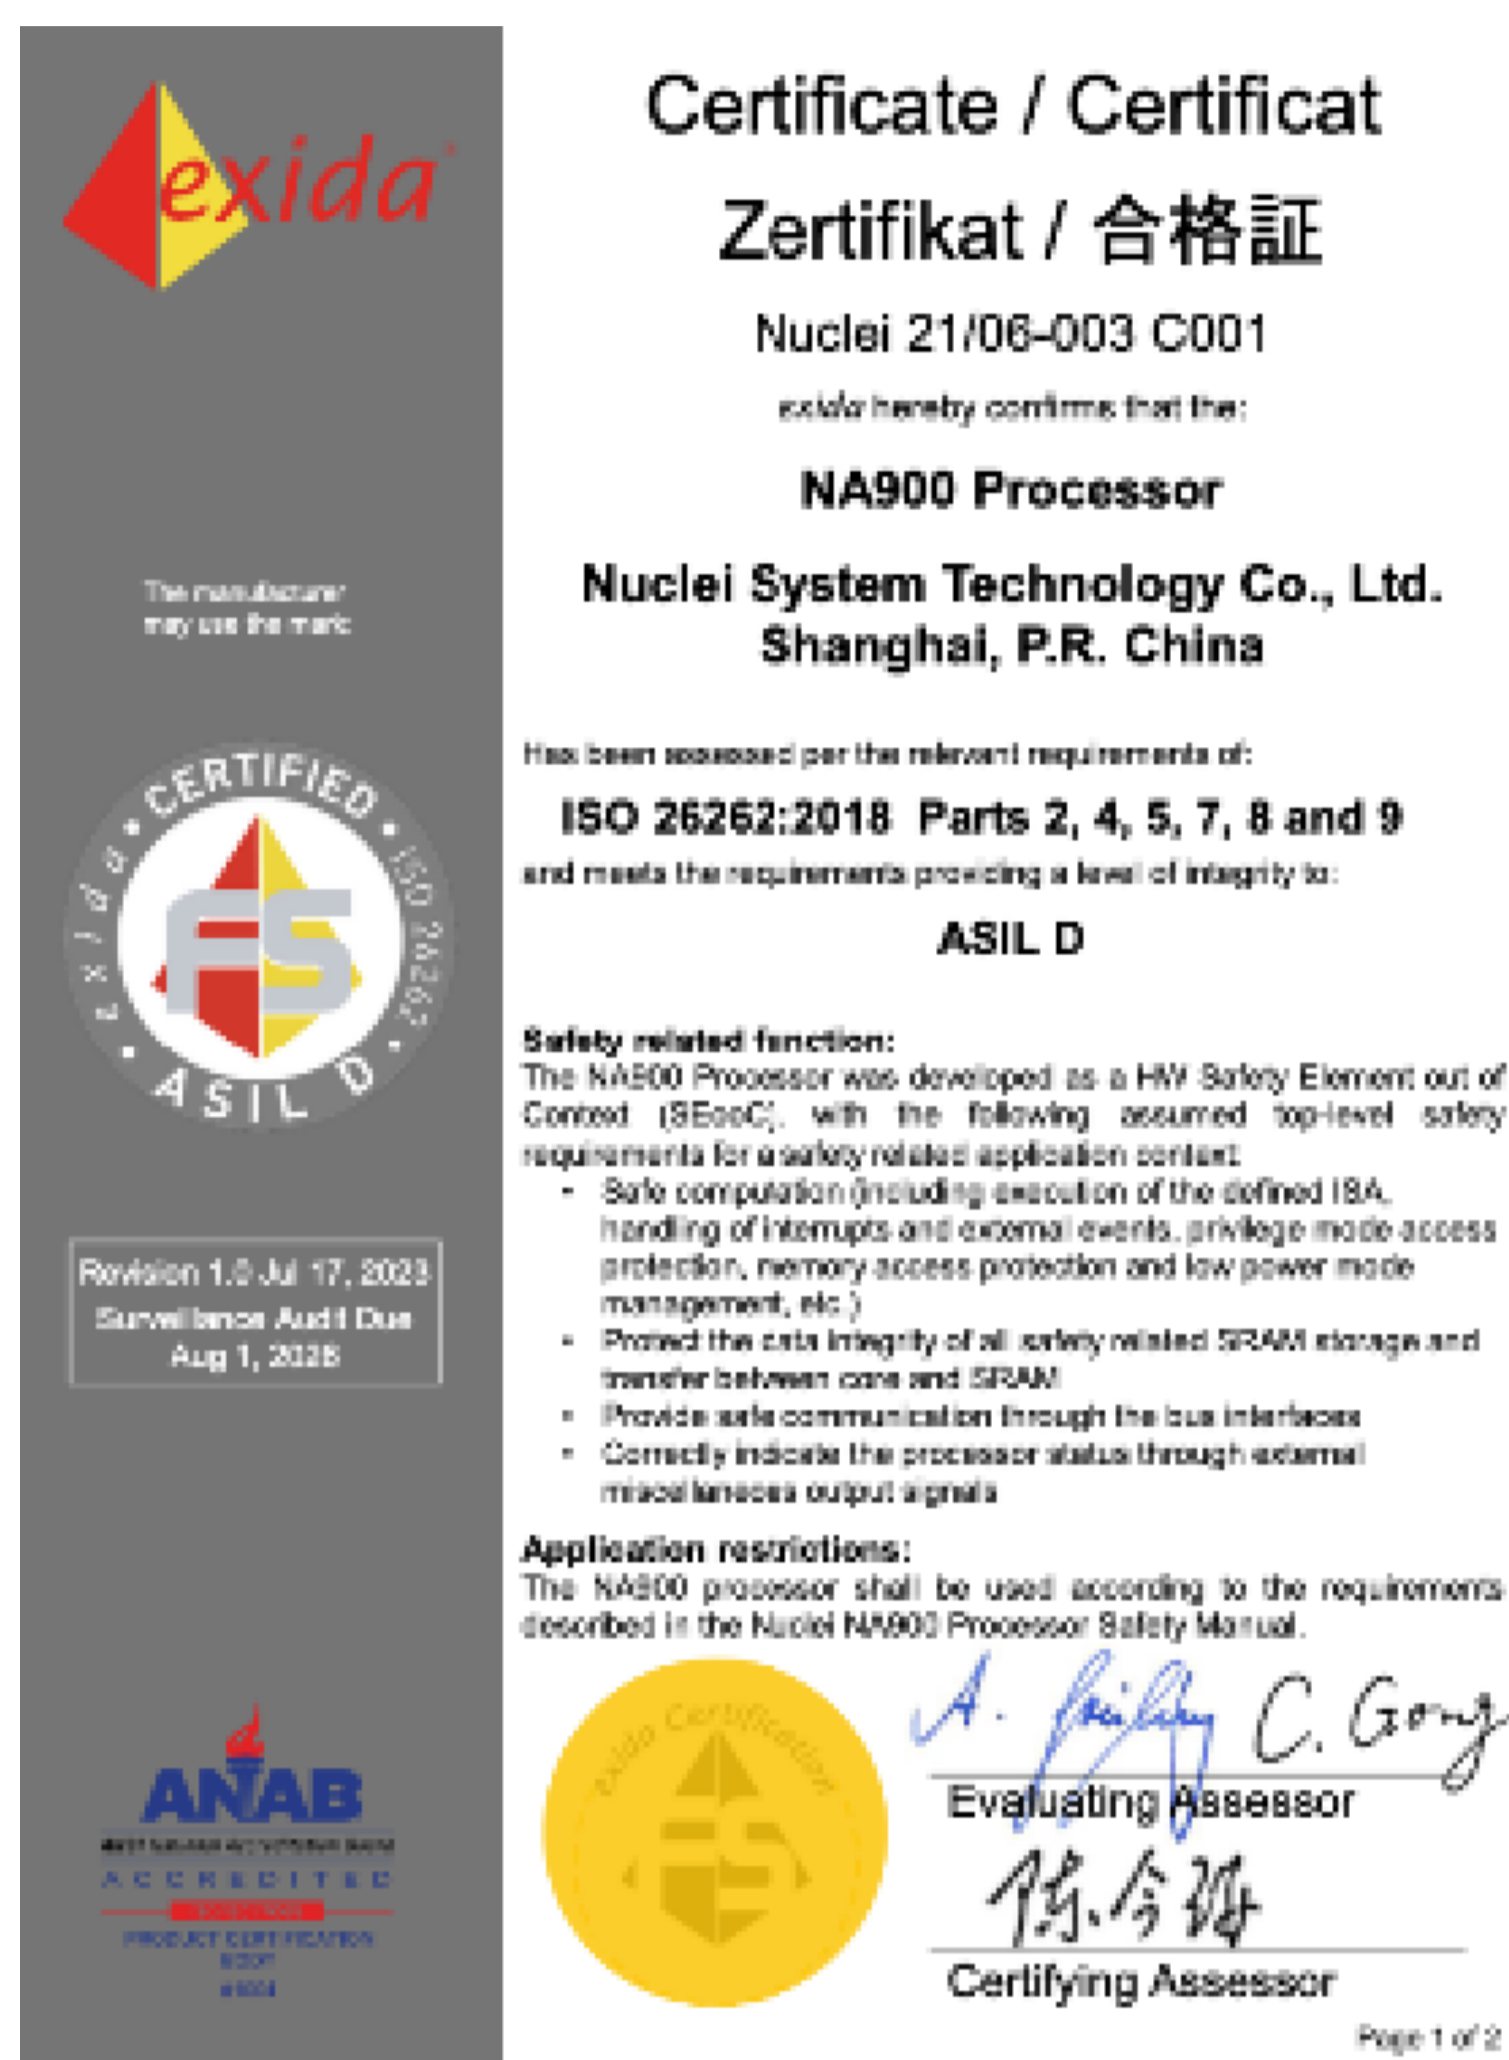 exida
Certificate / Certificat
Zertifikat / 合格証
Nuclei 21/06-003 C001
exida hereby confirms that the:
NA900 Processor
Nuclei System Technology Co., Ltd.
Shanghai, P.R. China
The manufacturer
may use the mark:
Has been assessed per the relevant requirements of:
ISO 26262:2018 Parts 2, 4, 5, 7, 8 and 9
and meets the requirements providing a level of integrity to:
ASIL D
exida • CERTIFIED • ISO 26262 •
FS
ASIL D
Safety related function:
The NA900 Processor was developed as a HW Safety Element out of
Context (SEooC), with the following assumed top-level safety
requirements for a safety related application context:
• Safe computation (including execution of the defined ISA,
handling of interrupts and external events, privilege mode access
protection, memory access protection and low power mode
management, etc.)
• Protect the data integrity of all safety related SRAM storage and
transfer between core and SRAM
• Provide safe communication through the bus interfaces
• Correctly indicate the processor status through external
miscellaneous output signals
Revision 1.0 Jul 17, 2023
Surveillance Audit Due
Aug 1, 2026
Application restrictions:
The NA900 processor shall be used according to the requirements
described in the Nuclei NA900 Processor Safety Manual.
exida Certification
FS
A. C. Gong
Evaluating Assessor
Certifying Assessor
ANAB
ACCREDITED
PRODUCT CERTIFICATION
BODY
Page 1 of 2